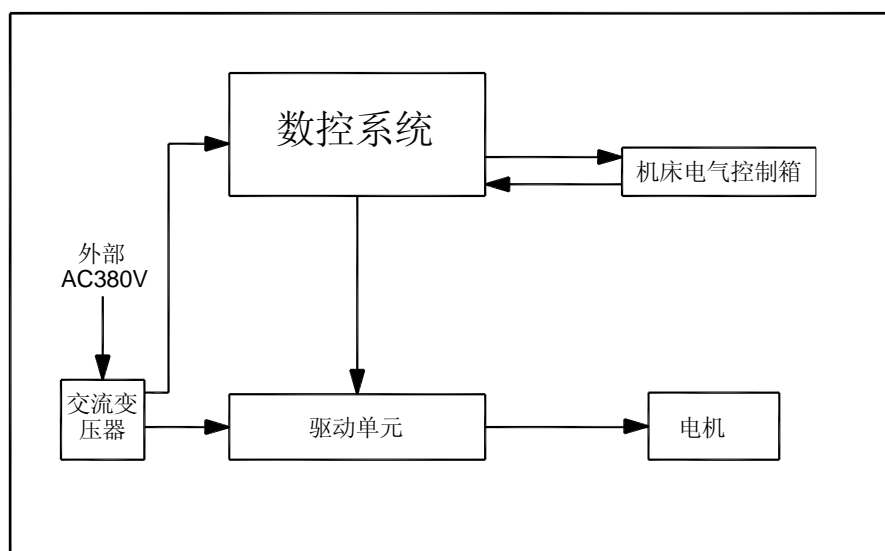 数控系统
机床电气控制箱
外部
AC380V
交流变
压器
驱动单元
电机